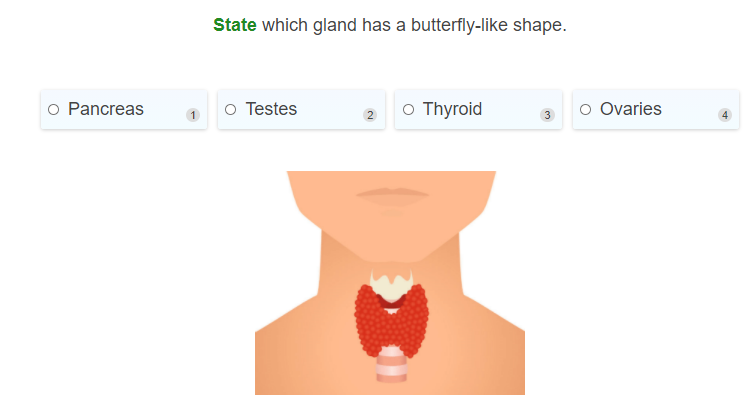 State which gland has a butterfly-like shape.
Pancreas 1 Testes 2 Thyroid 3 Ovaries 4